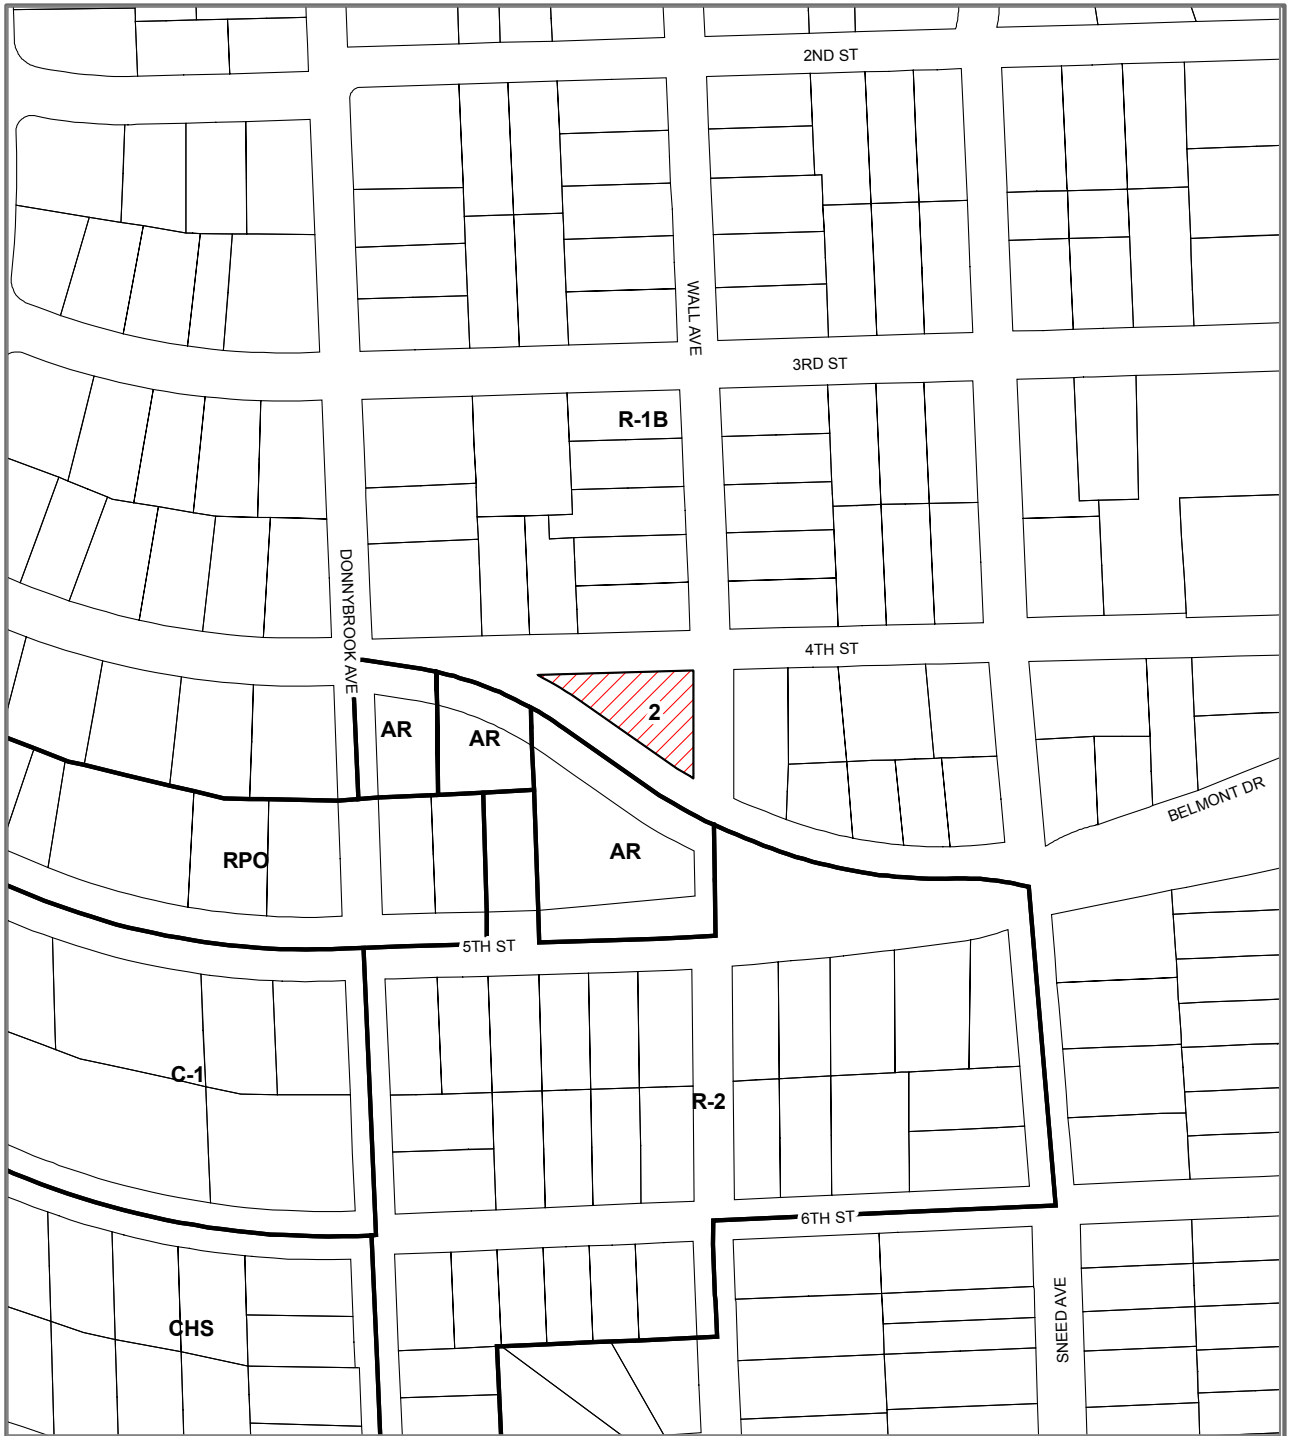 2ND ST
WALL AVE
3RD ST
R-1B
DONNYBROOK AVE
4TH ST
2
AR
AR
BELMONT DR
AR
RPO
5TH ST
C-1
R-2
6TH ST
SNEED AVE
CHS